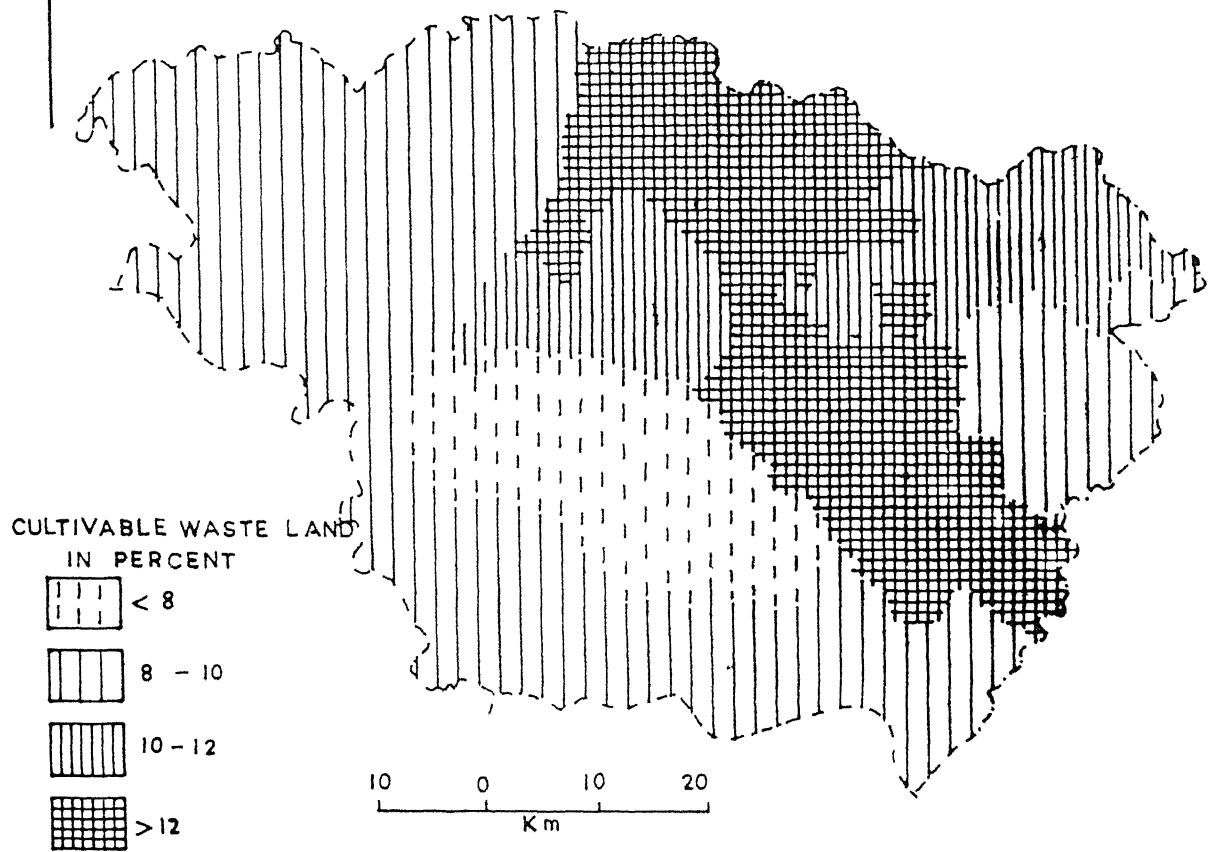 CULTIVABLE WASTE LAND
IN PERCENT
< 8
8 - 10
10 - 12
>12
10 0 10 20
Km